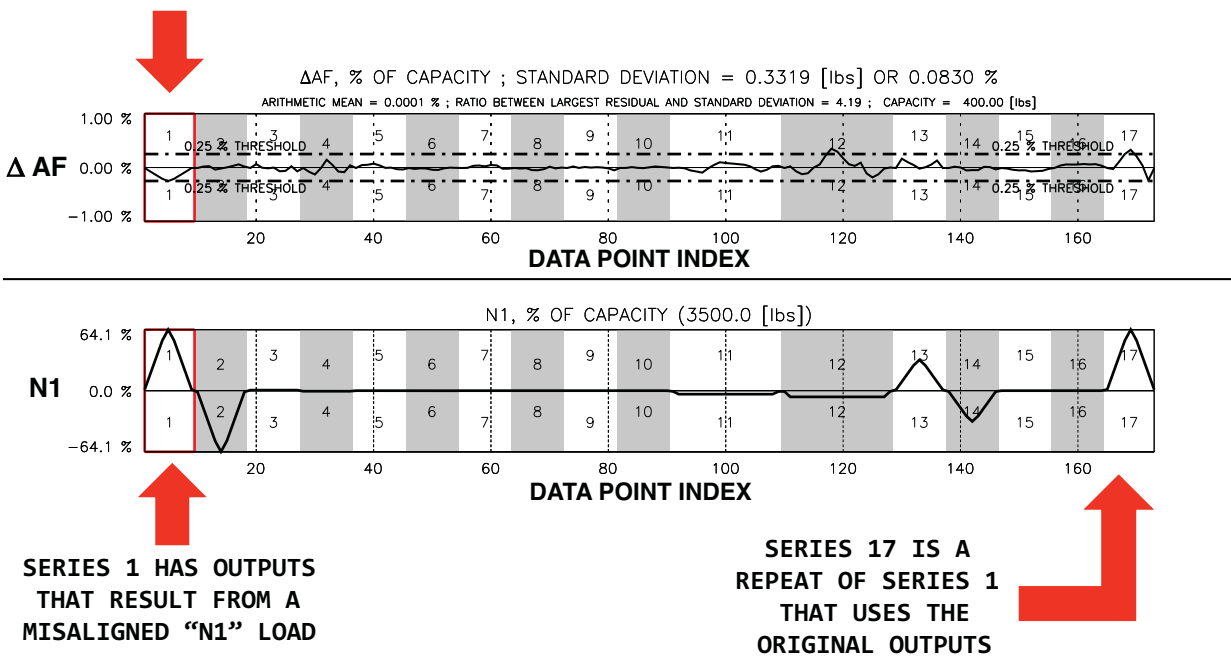 ΔAF, % OF CAPACITY ; STANDARD DEVIATION = 0.3319 [lbs] OR 0.0830 %
ARITHMETIC MEAN = 0.0001 % ; RATIO BETWEEN LARGEST RESIDUAL AND STANDARD DEVIATION = 4.19 ; CAPACITY = 400.00 [lbs]
1.00 %
1 2 3 4 5 6 7 8 9 10 11 12 13 14 15 16 17
0.25 % THRESHOLD 0.25 % THRESHOLD
Δ AF 0.00 %
0.25 % THRESHOLD 0.25 % THRESHOLD
1 2 3 4 5 6 7 8 9 10 11 12 13 14 15 16 17
−1.00 %
20 40 60 80 100 120 140 160
DATA POINT INDEX
N1, % OF CAPACITY (3500.0 [lbs])
64.1 %
1 2 3 4 5 6 7 8 9 10 11 12 13 14 15 16 17
N1 0.0 %
1 2 3 4 5 6 7 8 9 10 11 12 13 14 15 16 17
−64.1 %
20 40 60 80 100 120 140 160
DATA POINT INDEX
SERIES 1 HAS OUTPUTS
THAT RESULT FROM A
MISALIGNED “N1” LOAD
SERIES 17 IS A
REPEAT OF SERIES 1
THAT USES THE
ORIGINAL OUTPUTS